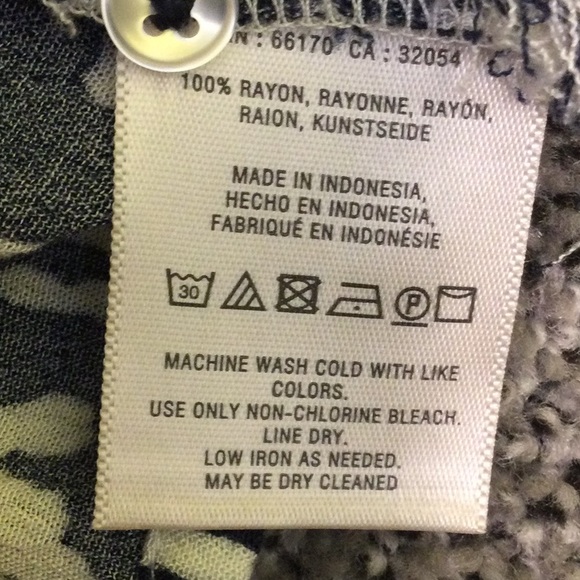 : 66170 CA : 32054
100% RAYON, RAYONNE, RAYÓN,
RAION, KUNSTSEIDE
MADE IN INDONESIA,
HECHO EN INDONESIA,
FABRIQUÉ EN INDONÉSIE
30 P
MACHINE WASH COLD WITH LIKE
COLORS.
USE ONLY NON-CHLORINE BLEACH.
LINE DRY.
LOW IRON AS NEEDED.
MAY BE DRY CLEANED